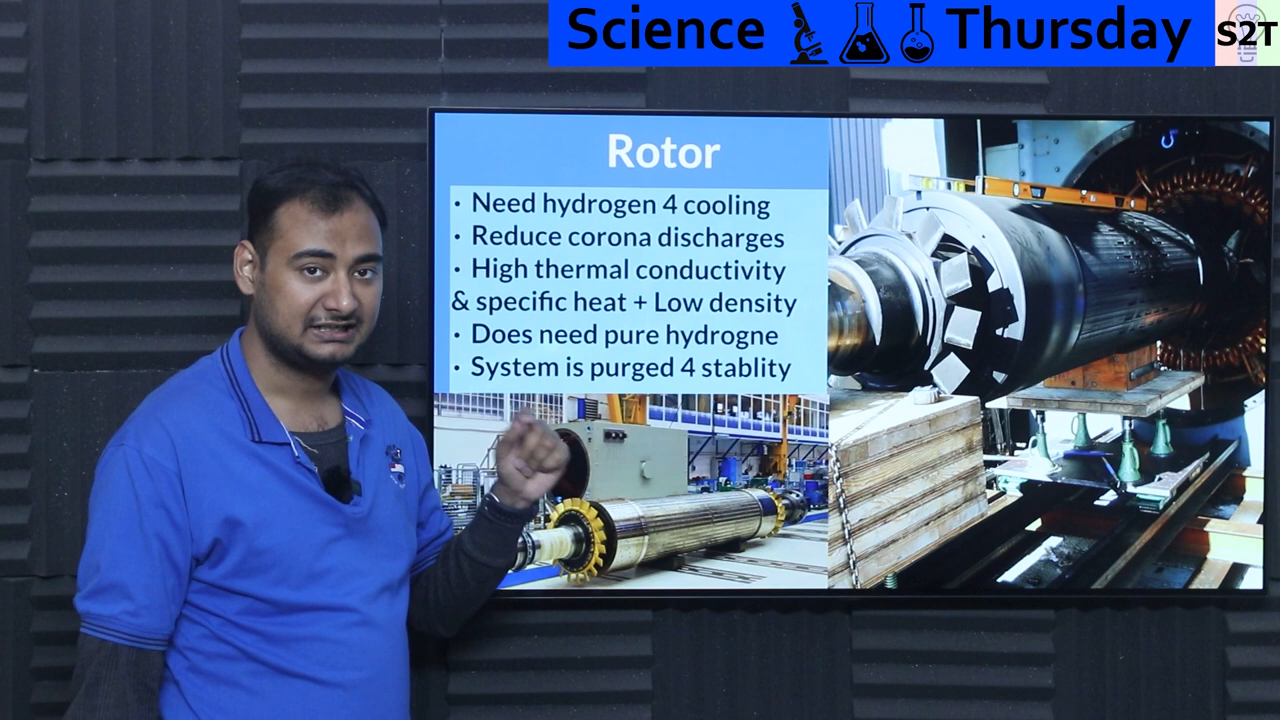 Science Thursday
S2T
Rotor
· Need hydrogen 4 cooling
· Reduce corona discharges
· High thermal conductivity
& specific heat + Low density
· Does need pure hydrogne
· System is purged 4 stablity